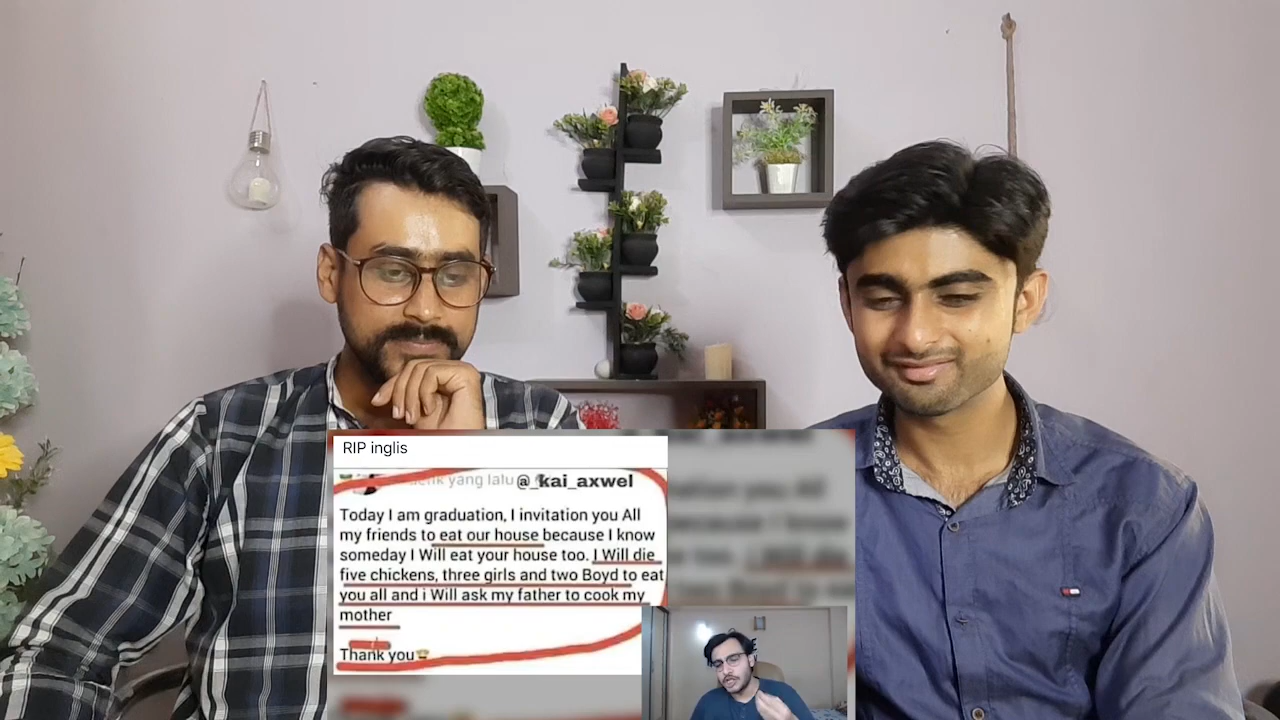 RIP inglis
yang lalu @_kai_axwel
Today I am graduation, I invitation you All
my friends to eat our house because I know
someday I Will eat your house too. I Will die
five chickens, three girls and two Boyd to eat
you all and i Will ask my father to cook my
mother
Thank you